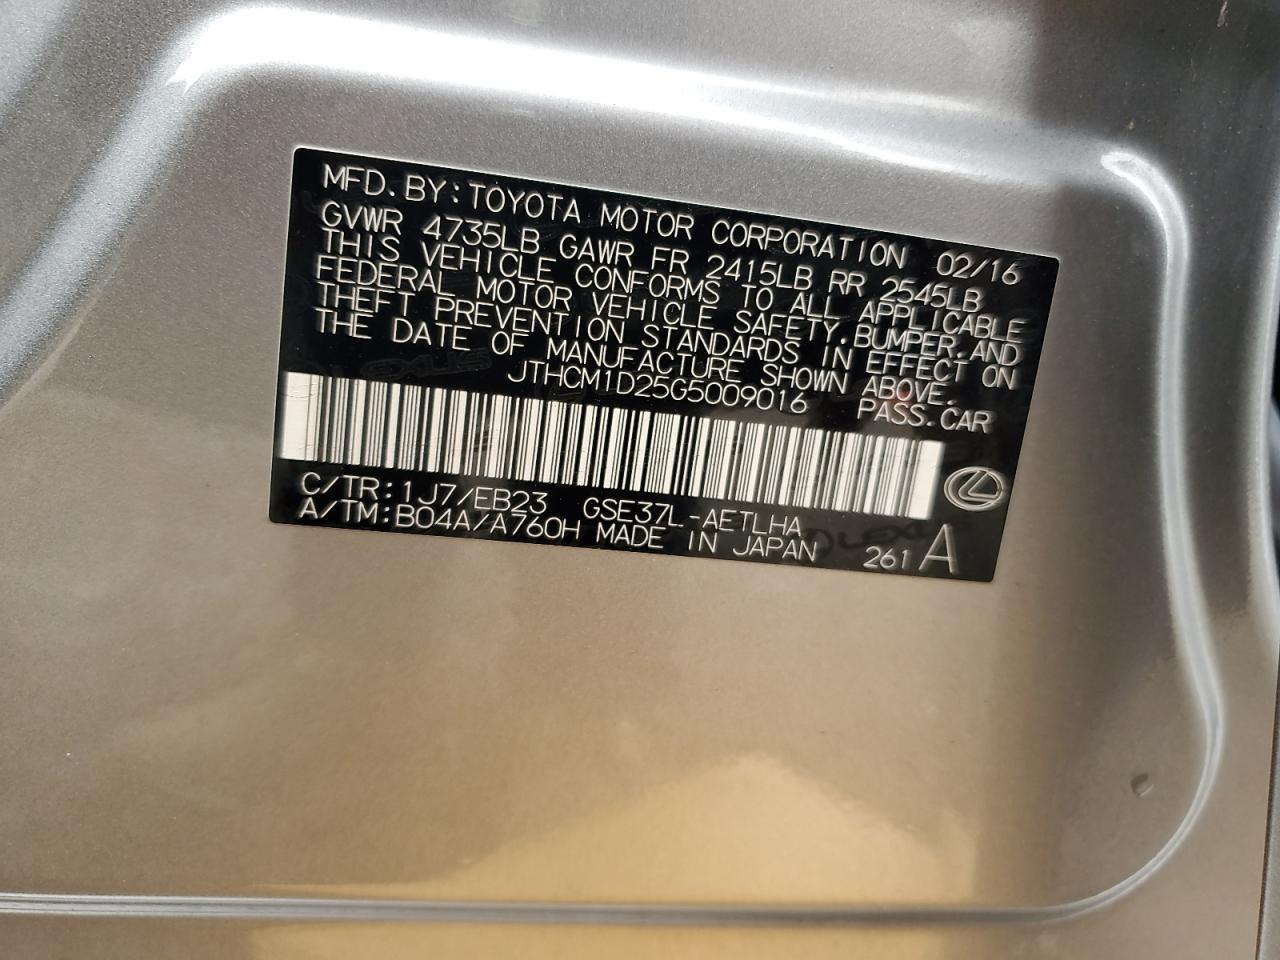 MFD. BY: TOYOTA MOTOR CORPORATION 02/16
GVWR 4735LB GAWR FR 2415LB RR 2545LB
THIS VEHICLE CONFORMS TO ALL APPLICABLE
FEDERAL MOTOR VEHICLE SAFETY, BUMPER, AND
THEFT PREVENTION STANDARDS IN EFFECT ON
THE DATE OF MANUFACTURE SHOWN ABOVE.
JTHCM1D25G5009016 PASS. CAR
C/TR: 1J7/EB23 GSE37L-AETLHA
A/TM: B04A/A760H MADE IN JAPAN 261 A
LEXUS
LEXUS